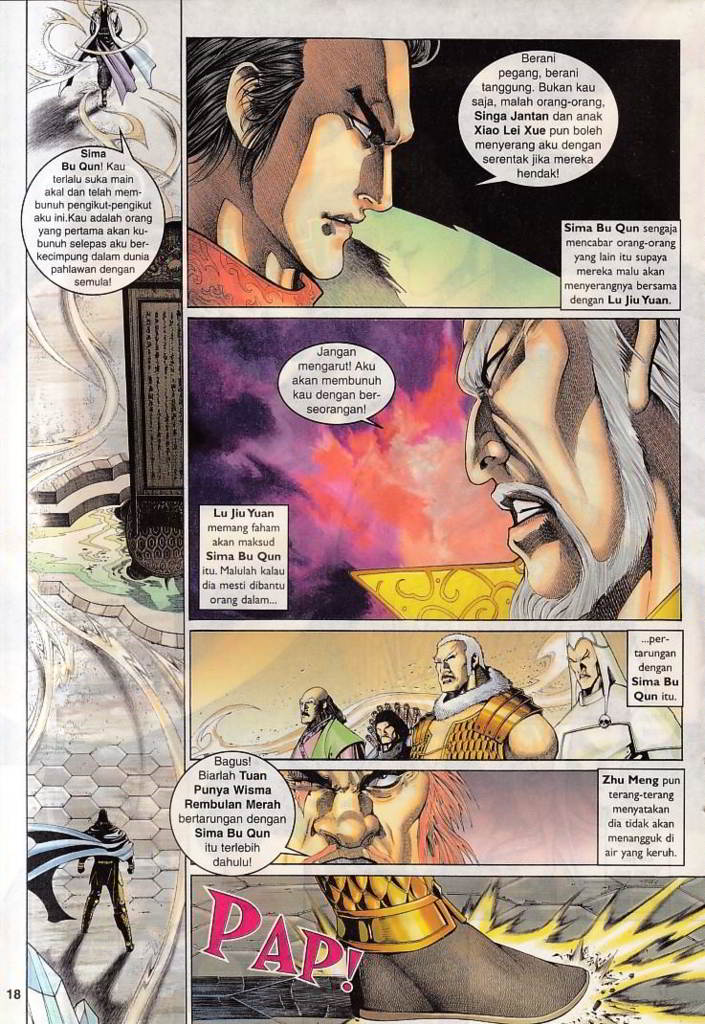 Sima
Bu Qun! Kau
terlalu suka main
akal dan telah mem-
bunuh pengikut-pengikut
aku ini.Kau adalah orang
yang pertama akan ku-
bunuh selepas aku ber-
kecimpung dalam dunia
pahlawan dengan
semula!
Berani
pegang, berani
tanggung. Bukan kau
saja, malah orang-orang,
Singa Jantan dan anak
Xiao Lei Xue pun boleh
menyerang aku dengan
serentak jika mereka
hendak!
Sima Bu Qun sengaja
mencabar orang-orang
yang lain itu supaya
mereka malu akan
menyerangnya bersama
dengan Lu Jiu Yuan.
Jangan
mengarut! Aku
akan membunuh
kau dengan ber-
seorangan!
Lu Jiu Yuan
memang faham
akan maksud
Sima Bu Qun
itu. Malulah kalau
dia mesti dibantu
orang dalam...
...per-
tarungan
dengan
Sima Bu
Qun itu.
Bagus!
Biarlah Tuan
Punya Wisma
Rembulan Merah
bertarungan dengan
Sima Bu Qun
itu terlebih
dahulu!
Zhu Meng pun
terang-terang
menyatakan
dia tidak akan
menangguk di
air yang keruh.
PAP!
18